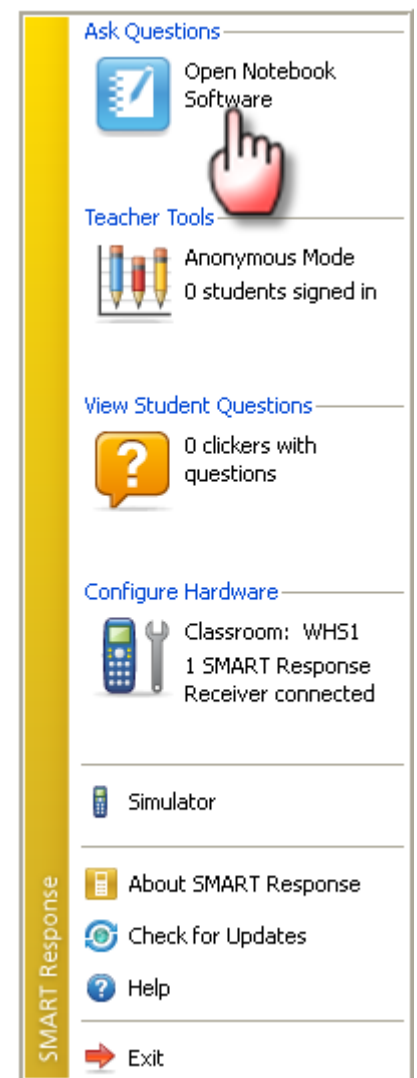 Ask Questions
Open Notebook
Software
Teacher Tools
Anonymous Mode
0 students signed in
View Student Questions
0 clickers with
questions
Configure Hardware
Classroom: WHS1
1 SMART Response
Receiver connected
Simulator
About SMART Response
Check for Updates
Help
Exit
SMART Response